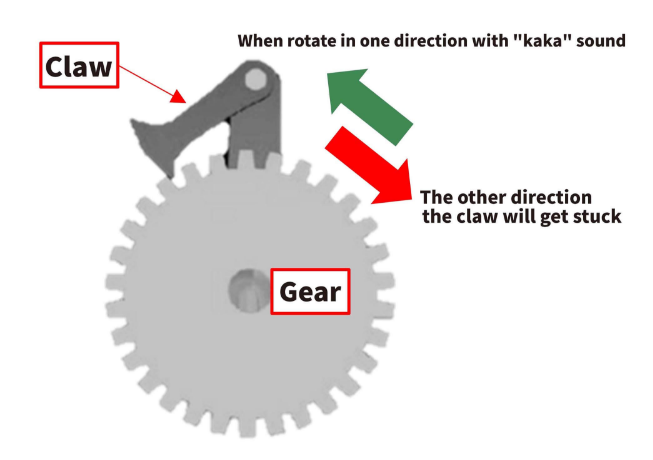 When rotate in one direction with "kaka" sound
Claw
The other direction
the claw will get stuck
Gear